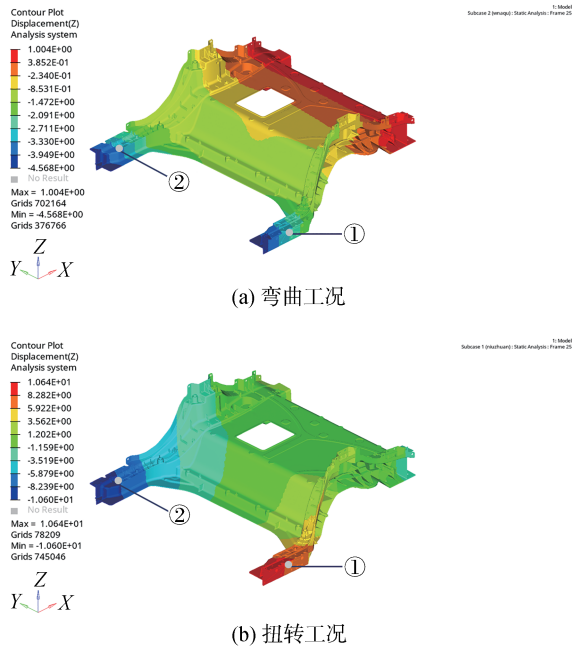 Contour Plot
Displacement(Z)
Analysis system
1: Model
Subcase 2 (wnaqu) : Static Analysis : Frame 25
1.004E+00
3.852E-01
-2.340E-01
-8.531E-01
-1.472E+00
-2.091E+00
-2.711E+00
-3.330E+00
-3.949E+00
-4.568E+00
No Result
Max = 1.004E+00
Grids 702164
Min = -4.568E+00
Grids 376766
②
①
Z
Y
X
(a) 弯曲工况
Contour Plot
Displacement(Z)
Analysis system
1: Model
Subcase 1 (niuzhuan) : Static Analysis : Frame 25
1.064E+01
8.282E+00
5.922E+00
3.562E+00
1.202E+00
-1.159E+00
-3.519E+00
-5.879E+00
-8.239E+00
-1.060E+01
No Result
Max = 1.064E+01
Grids 78209
Min = -1.060E+01
Grids 745046
②
①
Z
Y
X
(b) 扭转工况